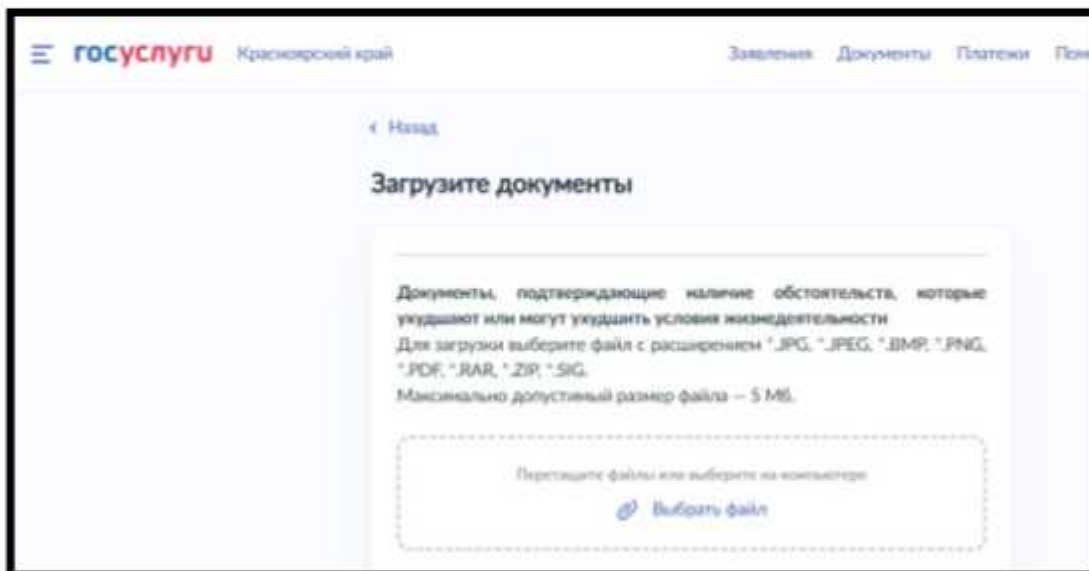 госуслуги Красноярский край Заявления Документы Платежи
Назад
Загрузите документы
Документы, подтверждающие наличие обстоятельств, которые
ухудшают или могут ухудшить условия жизнедеятельности
Для загрузки выберите файл с расширением *.JPG, *.JPEG, *.BMP, *.PNG,
*.PDF, *.RAR, *.ZIP, *.SIG.
Максимально допустимый размер файла — 5 Мб.
Перетащите файлы или выберите на компьютере
Выбрать файл